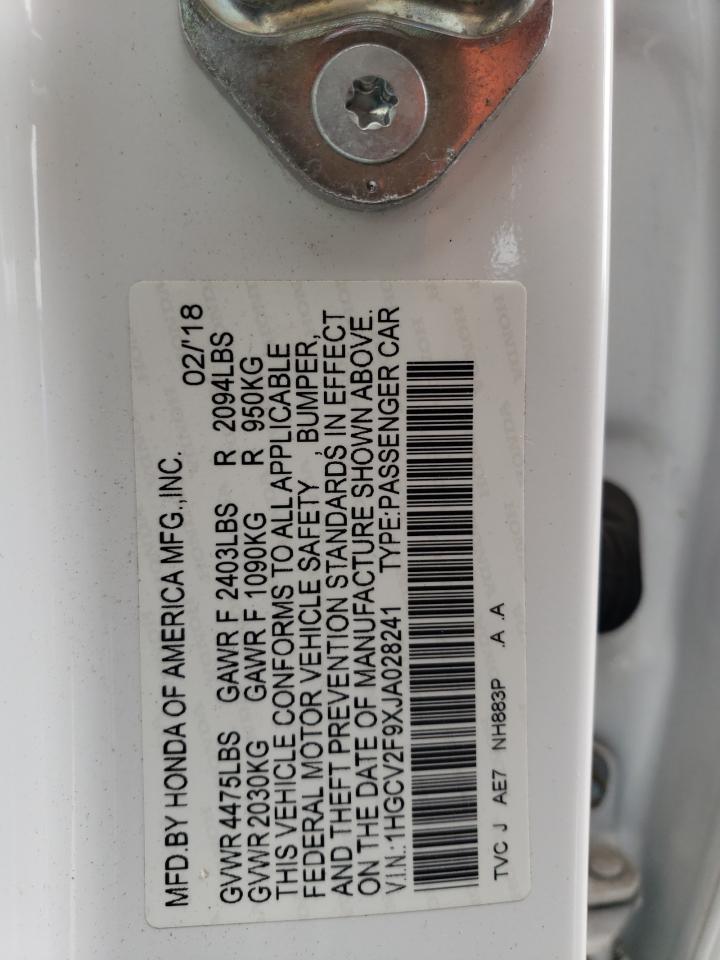 MFD.BY HONDA OF AMERICA MFG.,INC. 02/'18
GVWR 4475LBS GAWR F 2403LBS R 2094LBS
GVWR 2030KG GAWR F 1090KG R 950KG
THIS VEHICLE CONFORMS TO ALL APPLICABLE
FEDERAL MOTOR VEHICLE SAFETY , BUMPER,
AND THEFT PREVENTION STANDARDS IN EFFECT
ON THE DATE OF MANUFACTURE SHOWN ABOVE.
V.I.N.:1HGCV2F9XJA028241 TYPE:PASSENGER CAR
TVC J AE7 NH883P .A .A